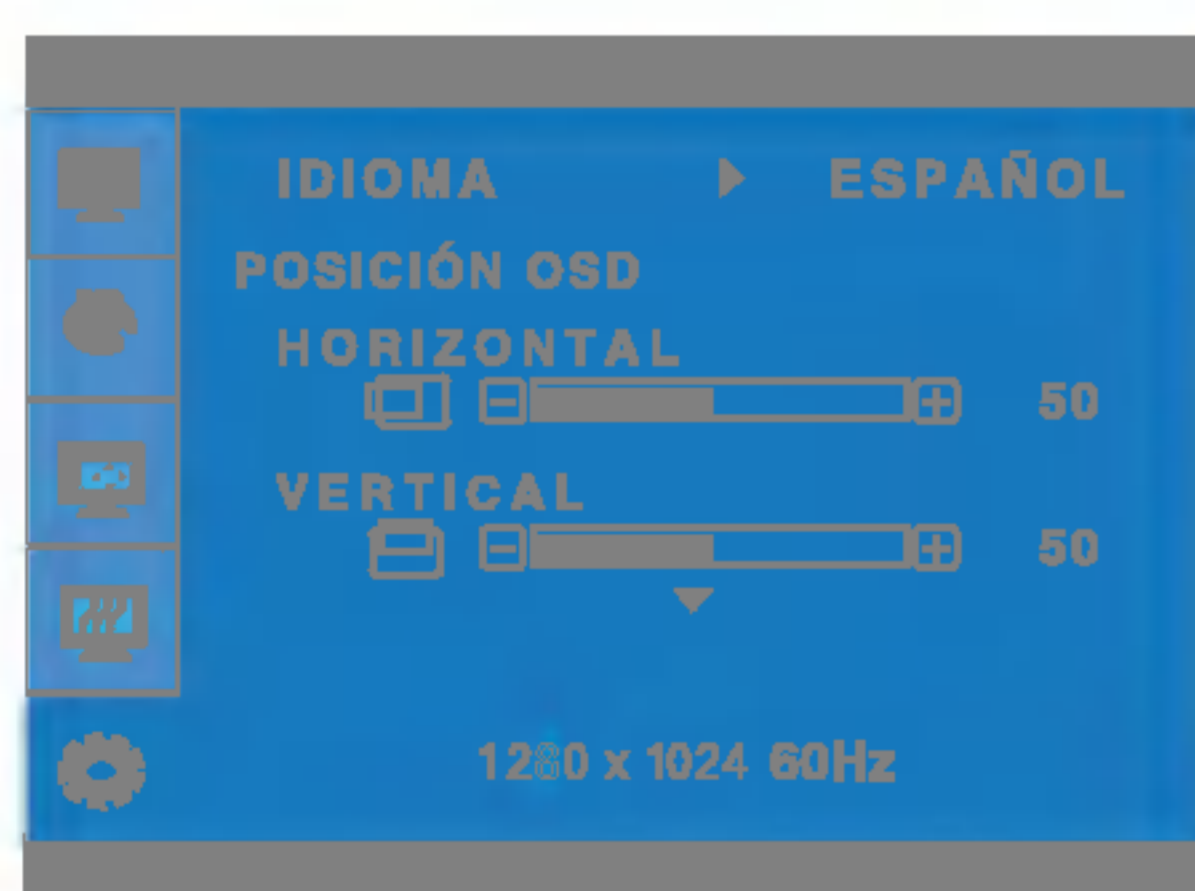 IDIOMA ESPAÑOL
POSICIÓN OSD
HORIZONTAL
50
VERTICAL
50
1280 x 1024 60Hz